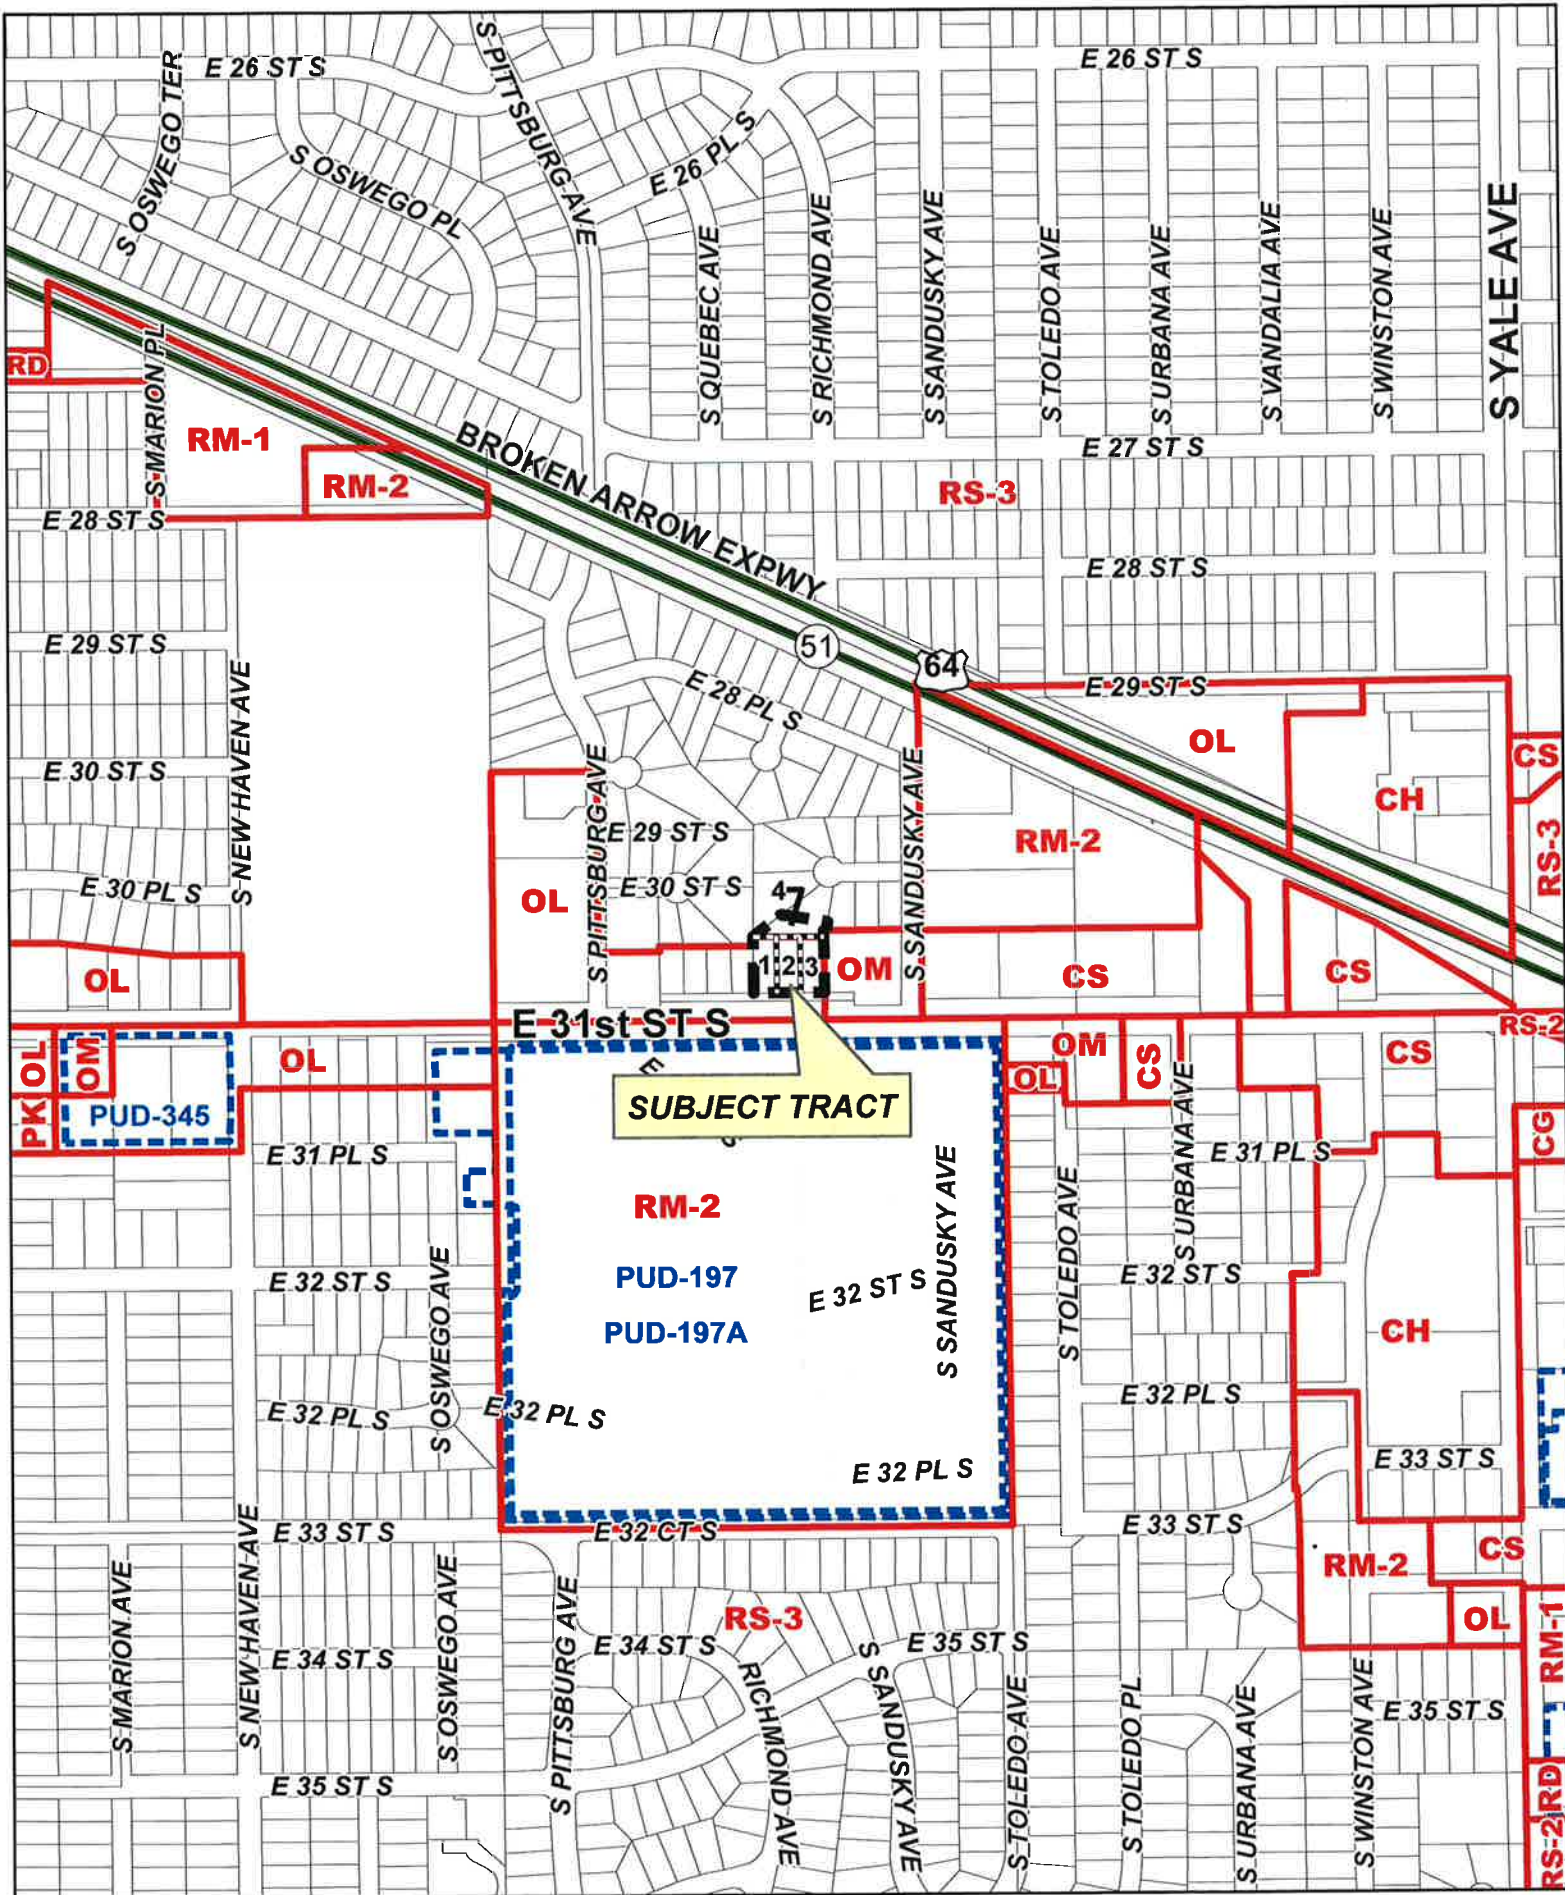 E 26 ST S
E 26 ST S
S PITTSBURG AVE
S OSWEGO TER
S OSWEGO PL
E 26 PL S
S QUEBEC AVE
S RICHMOND AVE
S SANDUSKY AVE
S TOLEDO AVE
S URBANA AVE
S VANDALIA AVE
S WINSTON AVE
S YALE AVE
RD
S MARION PL
RM-1
RM-2
BROKEN ARROW EXPWY
E 27 ST S
RS-3
E 28 ST S
E 28 ST S
E 29 ST S
51
64
E 28 PL S
E 29 ST S
OL
CS
E 30 ST S
S NEW HAVEN AVE
S PITTSBURG AVE
S SANDUSKY AVE
CH
RS-3
E 29 ST S
RM-2
E 30 PL S
OL
E 30 ST S
4
7
1
2
3
OM
OL
CS
CS
E 31st ST S
RS-2
OL
OM
PK
PUD-345
OL
SUBJECT TRACT
OM
OL
CS
CS
CG
E 31 PL S
E 31 PL S
S URBANA AVE
S SANDUSKY AVE
S TOLEDO AVE
RM-2
PUD-197
PUD-197A
E 32 ST S
E 32 ST S
E 32 ST S
S OSWEGO AVE
CH
E 32 PL S
E 32 PL S
E 32 PL S
E 32 PL S
E 33 ST S
E 33 ST S
E 32 CT S
E 33 ST S
RM-2
CS
OL
RM-1
S MARION AVE
S NEW HAVEN AVE
S OSWEGO AVE
S PITTSBURG AVE
RS-3
E 34 ST S
E 34 ST S
E 35 ST S
RICHMOND AVE
S SANDUSKY AVE
S TOLEDO AVE
S TOLEDO PL
S URBANA AVE
S WINSTON AVE
E 35 ST S
E 35 ST S
RD
RS-2